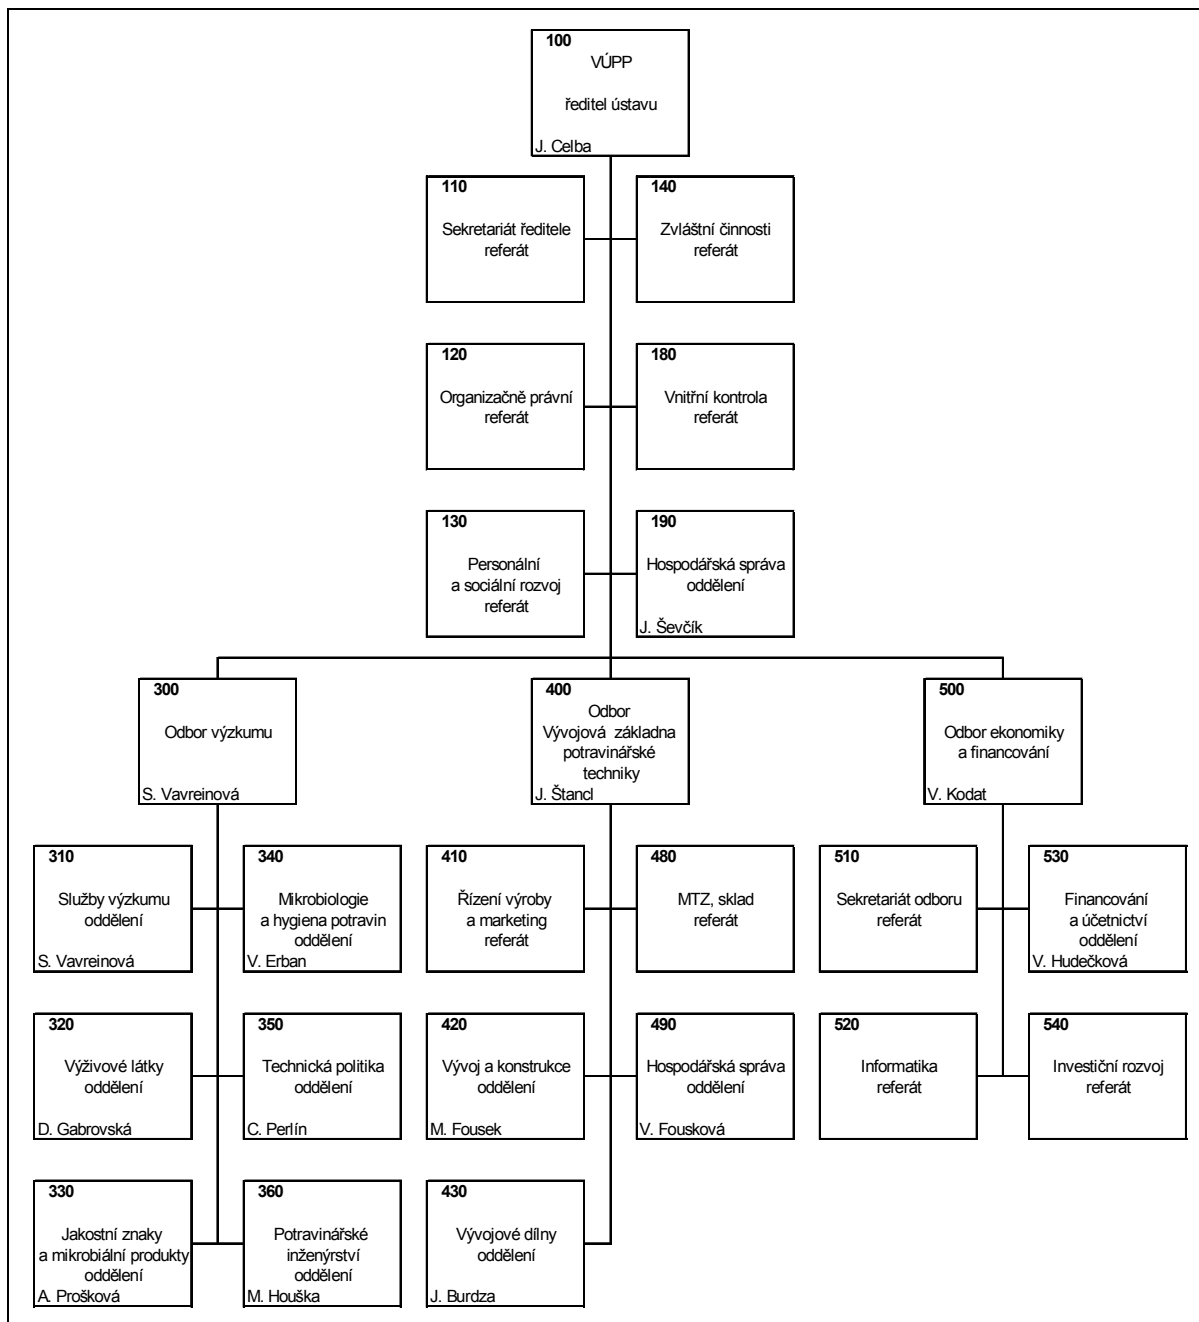 100
VÚPP
ředitel ústavu
J. Celba
110
Sekretariát ředitele
referát
140
Zvláštní činnosti
referát
120
Organizačně právní
referát
180
Vnitřní kontrola
referát
130
Personální
a sociální rozvoj
referát
190
Hospodářská správa
oddělení
J. Ševčík
300
Odbor výzkumu
S. Vavreinová
400
Odbor
Vývojová základna
potravinářské
techniky
J. Štancl
500
Odbor ekonomiky
a financování
V. Kodat
310
Služby výzkumu
oddělení
S. Vavreinová
340
Mikrobiologie
a hygiena potravin
oddělení
V. Erban
410
Řízení výroby
a marketing
referát
480
MTZ, sklad
referát
510
Sekretariát odboru
referát
530
Financování
a účetnictví
oddělení
V. Hudečková
320
Výživové látky
oddělení
D. Gabrovská
350
Technická politika
oddělení
C. Perlín
420
Vývoj a konstrukce
oddělení
M. Fousek
490
Hospodářská správa
oddělení
V. Fousková
520
Informatika
referát
540
Investiční rozvoj
referát
330
Jakostní znaky
a mikrobiální produkty
oddělení
A. Prošková
360
Potravinářské
inženýrství
oddělení
M. Houška
430
Vývojové dílny
oddělení
J. Burdza